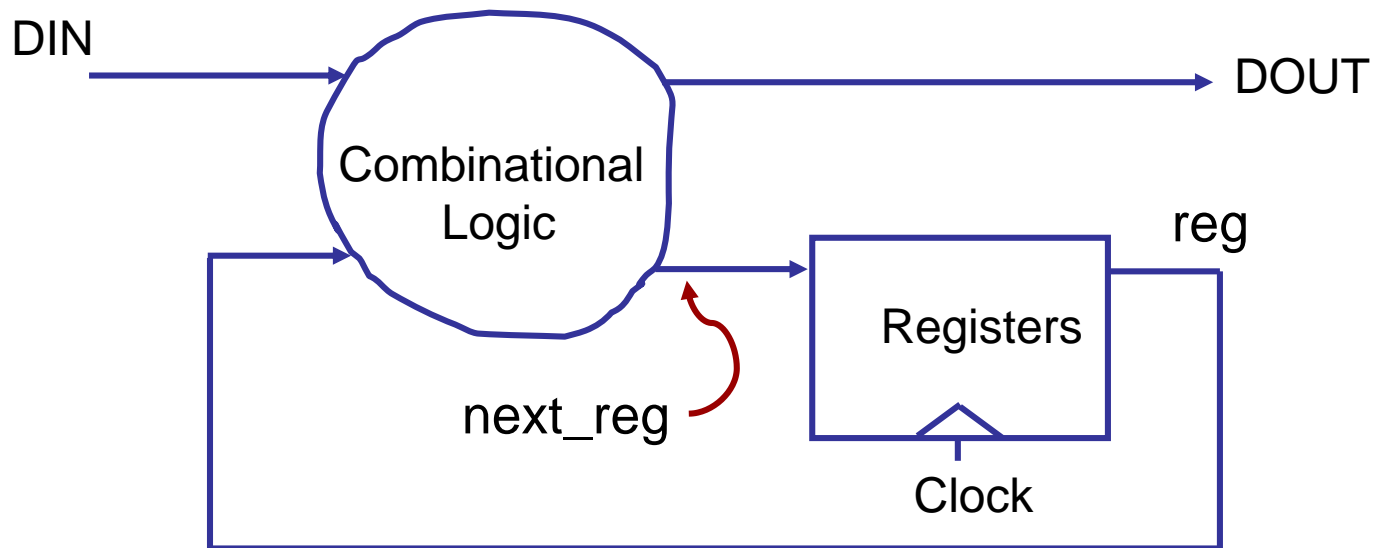 DIN
DOUT
Combinational
Logic
reg
Registers
next_reg
Clock